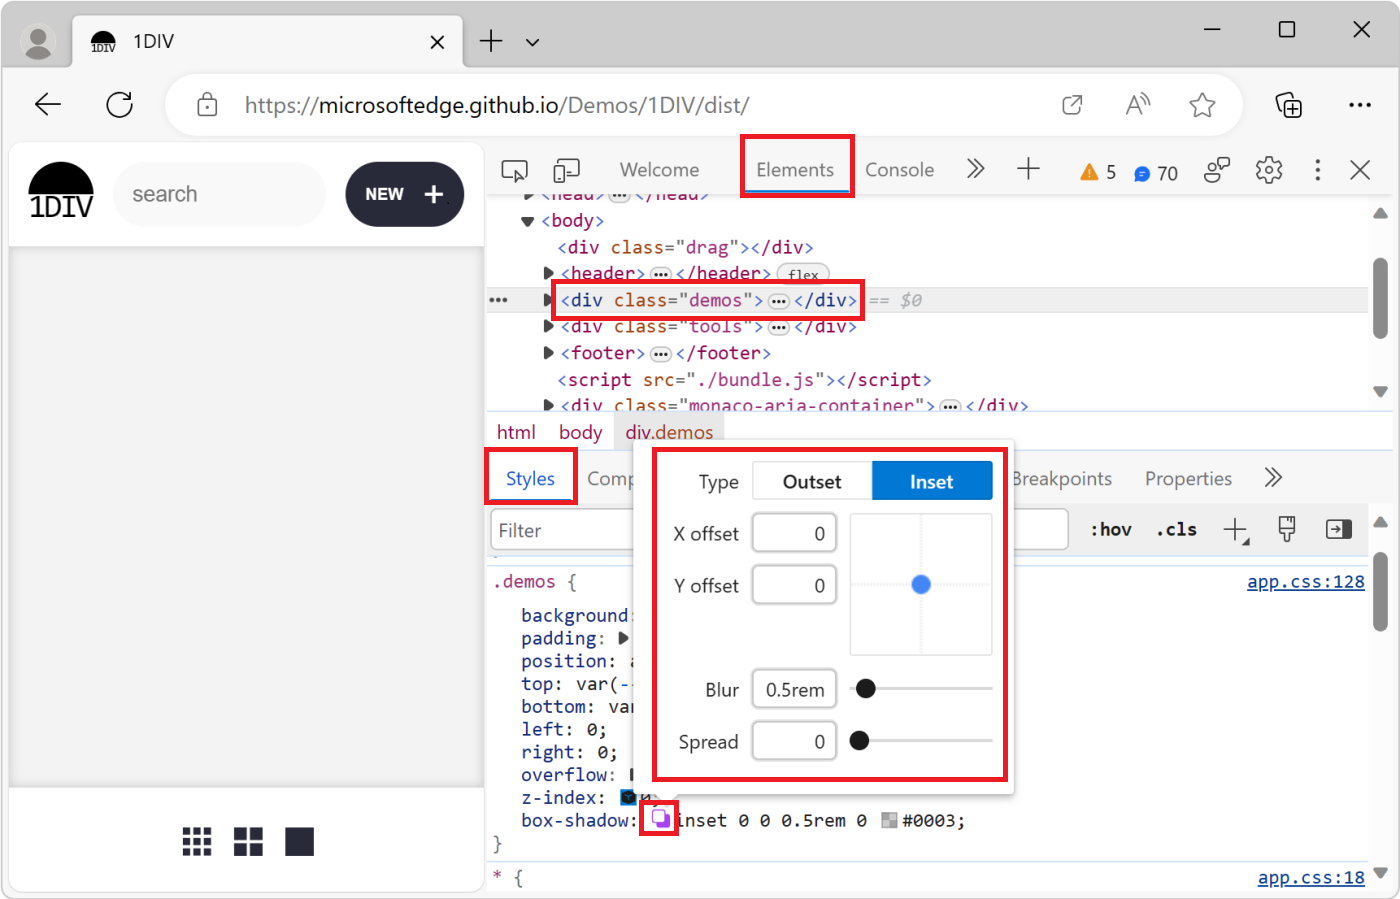 1DIV
1DIV
https://microsoftedge.github.io/Demos/1DIV/dist/
1DIV
search
NEW
Welcome
Elements
Console
5
70
<head>…</head>
<body>
<div class="drag"></div>
<header>…</header>
flex
<div class="demos">…</div> == $0
<div class="tools">…</div>
<footer>…</footer>
<script src="./bundle.js"></script>
<div class="monaco-aria-container">…</div>
html
body
div.demos
Styles
Comp
Breakpoints
Properties
Type
Outset
Inset
X offset
0
Y offset
0
Blur
0.5rem
Spread
0
Filter
:hov
.cls
.demos {
app.css:128
background:
padding:
position: a
top: var(--
bottom: var
left: 0;
right: 0;
overflow:
z-index: 0;
box-shadow: inset 0 0 0.5rem 0 #0003;
}
* {
app.css:18